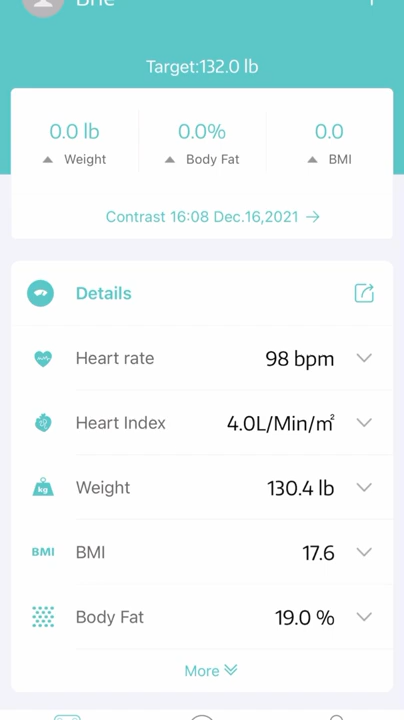 Brie
Target:132.0 lb
0.0 lb 0.0% 0.0
Weight Body Fat BMI
Contrast 16:08 Dec.16,2021
Details
Heart rate 98 bpm
Heart Index 4.0L/Min/m²
kg Weight 130.4 lb
BMI BMI 17.6
Body Fat 19.0 %
More